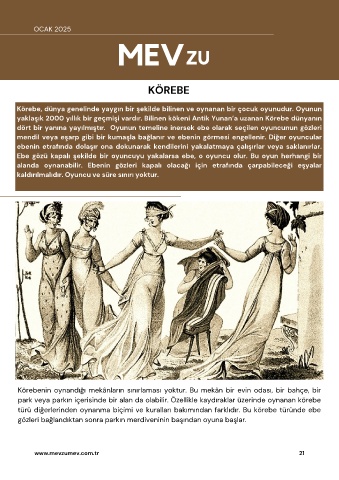 OCAK 2025
MEVZU
KÖREBE
Körebe, dünya genelinde yaygın bir şekilde bilinen ve oynanan bir çocuk oyunudur. Oyunun
yaklaşık 2000 yıllık bir geçmişi vardır. Bilinen kökeni Antik Yunan'a uzanan Körebe dünyanın
dört bir yanına yayılmıştır. Oyunun temeline inersek ebe olarak seçilen oyuncunun gözleri
mendil veya eşarp gibi bir kumaşla bağlanır ve ebenin görmesi engellenir. Diğer oyuncular
ebenin etrafında dolaşır ona dokunarak kendilerini yakalatmaya çalışırlar veya saklanırlar.
Ebe gözü kapalı şekilde bir oyuncuyu yakalarsa ebe, o oyuncu olur. Bu oyun herhangi bir
alanda oynanabilir. Ebenin gözleri kapalı olacağı için etrafında çarpabileceği eşyalar
kaldırılmalıdır. Oyuncu ve süre sınırı yoktur.
Körebenin oynandığı mekânların sınırlaması yoktur. Bu mekân bir evin odası, bir bahçe, bir
park veya parkın içerisinde bir alan da olabilir. Özellikle kaydıraklar üzerinde oynanan körebe
türü diğerlerinden oynanma biçimi ve kuralları bakımından farklıdır. Bu körebe türünde ebe
gözleri bağlandıktan sonra parkın merdiveninin başından oyuna başlar.
www.mevzumev.com.tr
21